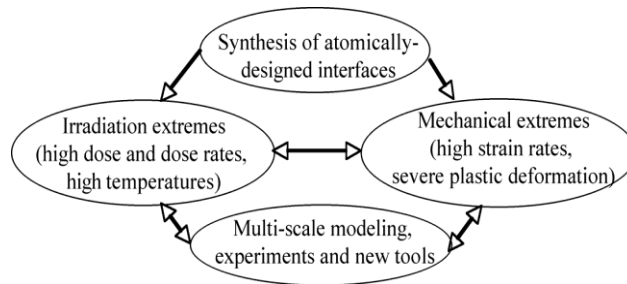 Synthesis of atomically-
designed interfaces
Irradiation extremes
(high dose and dose rates,
high temperatures)
Mechanical extremes
(high strain rates,
severe plastic deformation)
Multi-scale modeling,
experiments and new tools